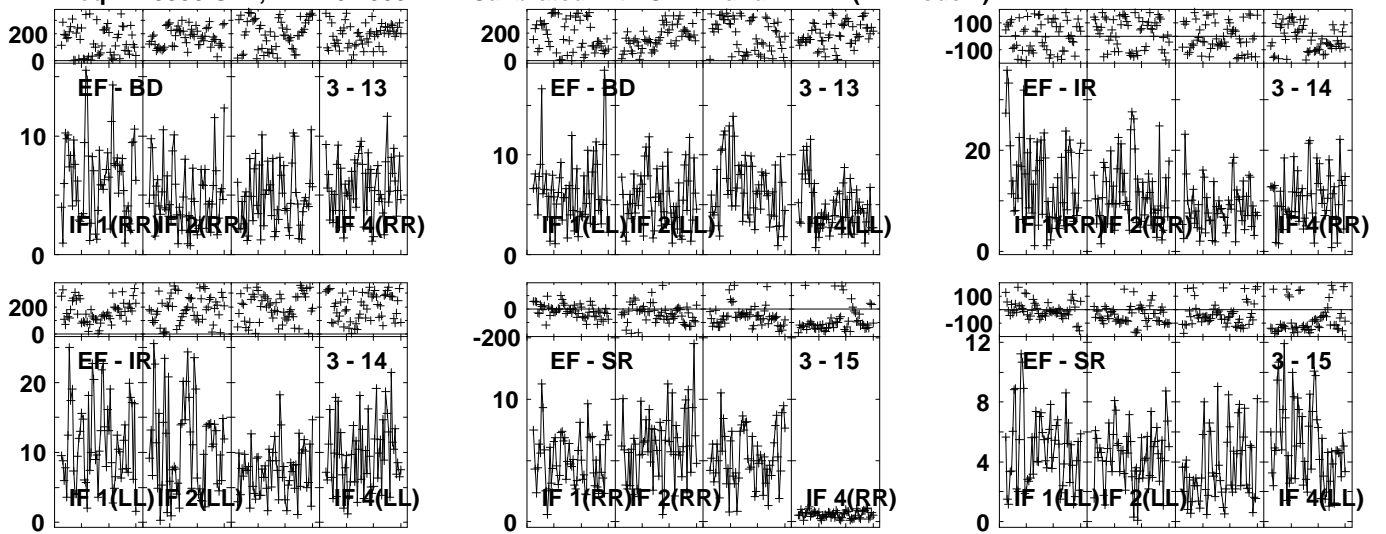 200
0
EF - BD 3 - 13
10
0
IF 1(RR) IF 2(RR) IF 4(RR)
200
0
EF - BD 3 - 13
10
0
IF 1(LL) IF 2(LL) IF 4(LL)
100
-100
EF - IR 3 - 14
20
0
IF 1(RR) IF 2(RR) IF 4(RR)
200
0
EF - IR 3 - 14
20
10
0
IF 1(LL) IF 2(LL) IF 4(LL)
0
-200
EF - SR 3 - 15
10
0
IF 1(RR) IF 2(RR) IF 4(RR)
100
-100
12
EF - SR 3 - 15
8
4
0
IF 1(LL) IF 2(LL) IF 4(LL)